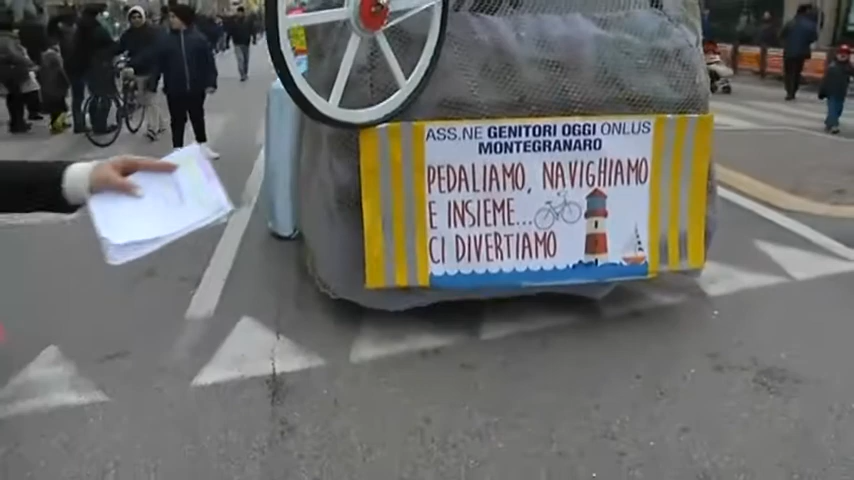 ASS.NE GENITORI OGGI ONLUS
MONTEGRANARO
PEDALIAMO, NAVIGHIAMO
E INSIEME...
CI DIVERTIAMO